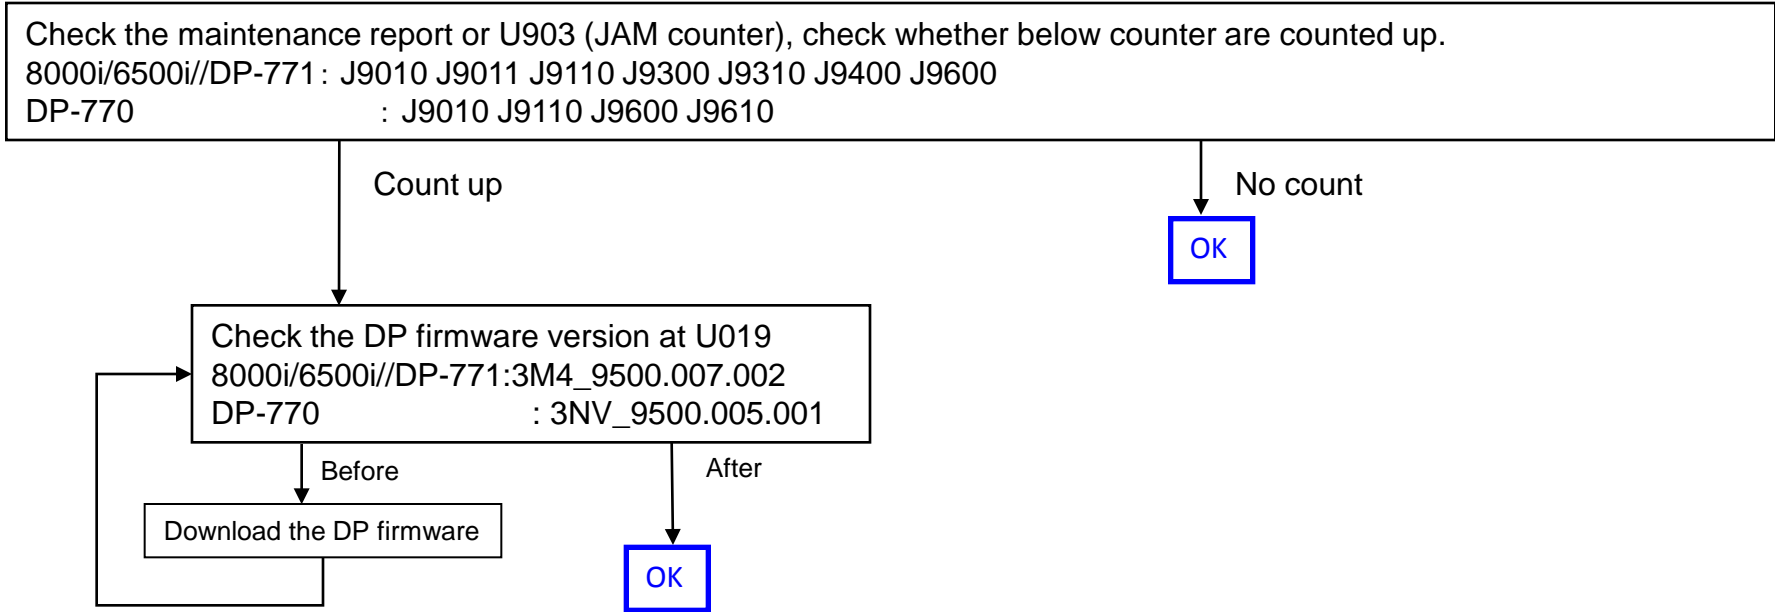 Check the maintenance report or U903 (JAM counter), check whether below counter are counted up.
8000i/6500i//DP-771: J9010 J9011 J9110 J9300 J9310 J9400 J9600
DP-770 : J9010 J9110 J9600 J9610
Count up
No count
OK
Check the DP firmware version at U019
8000i/6500i//DP-771:3M4_9500.007.002
DP-770 : 3NV_9500.005.001
Before
After
Download the DP firmware
OK